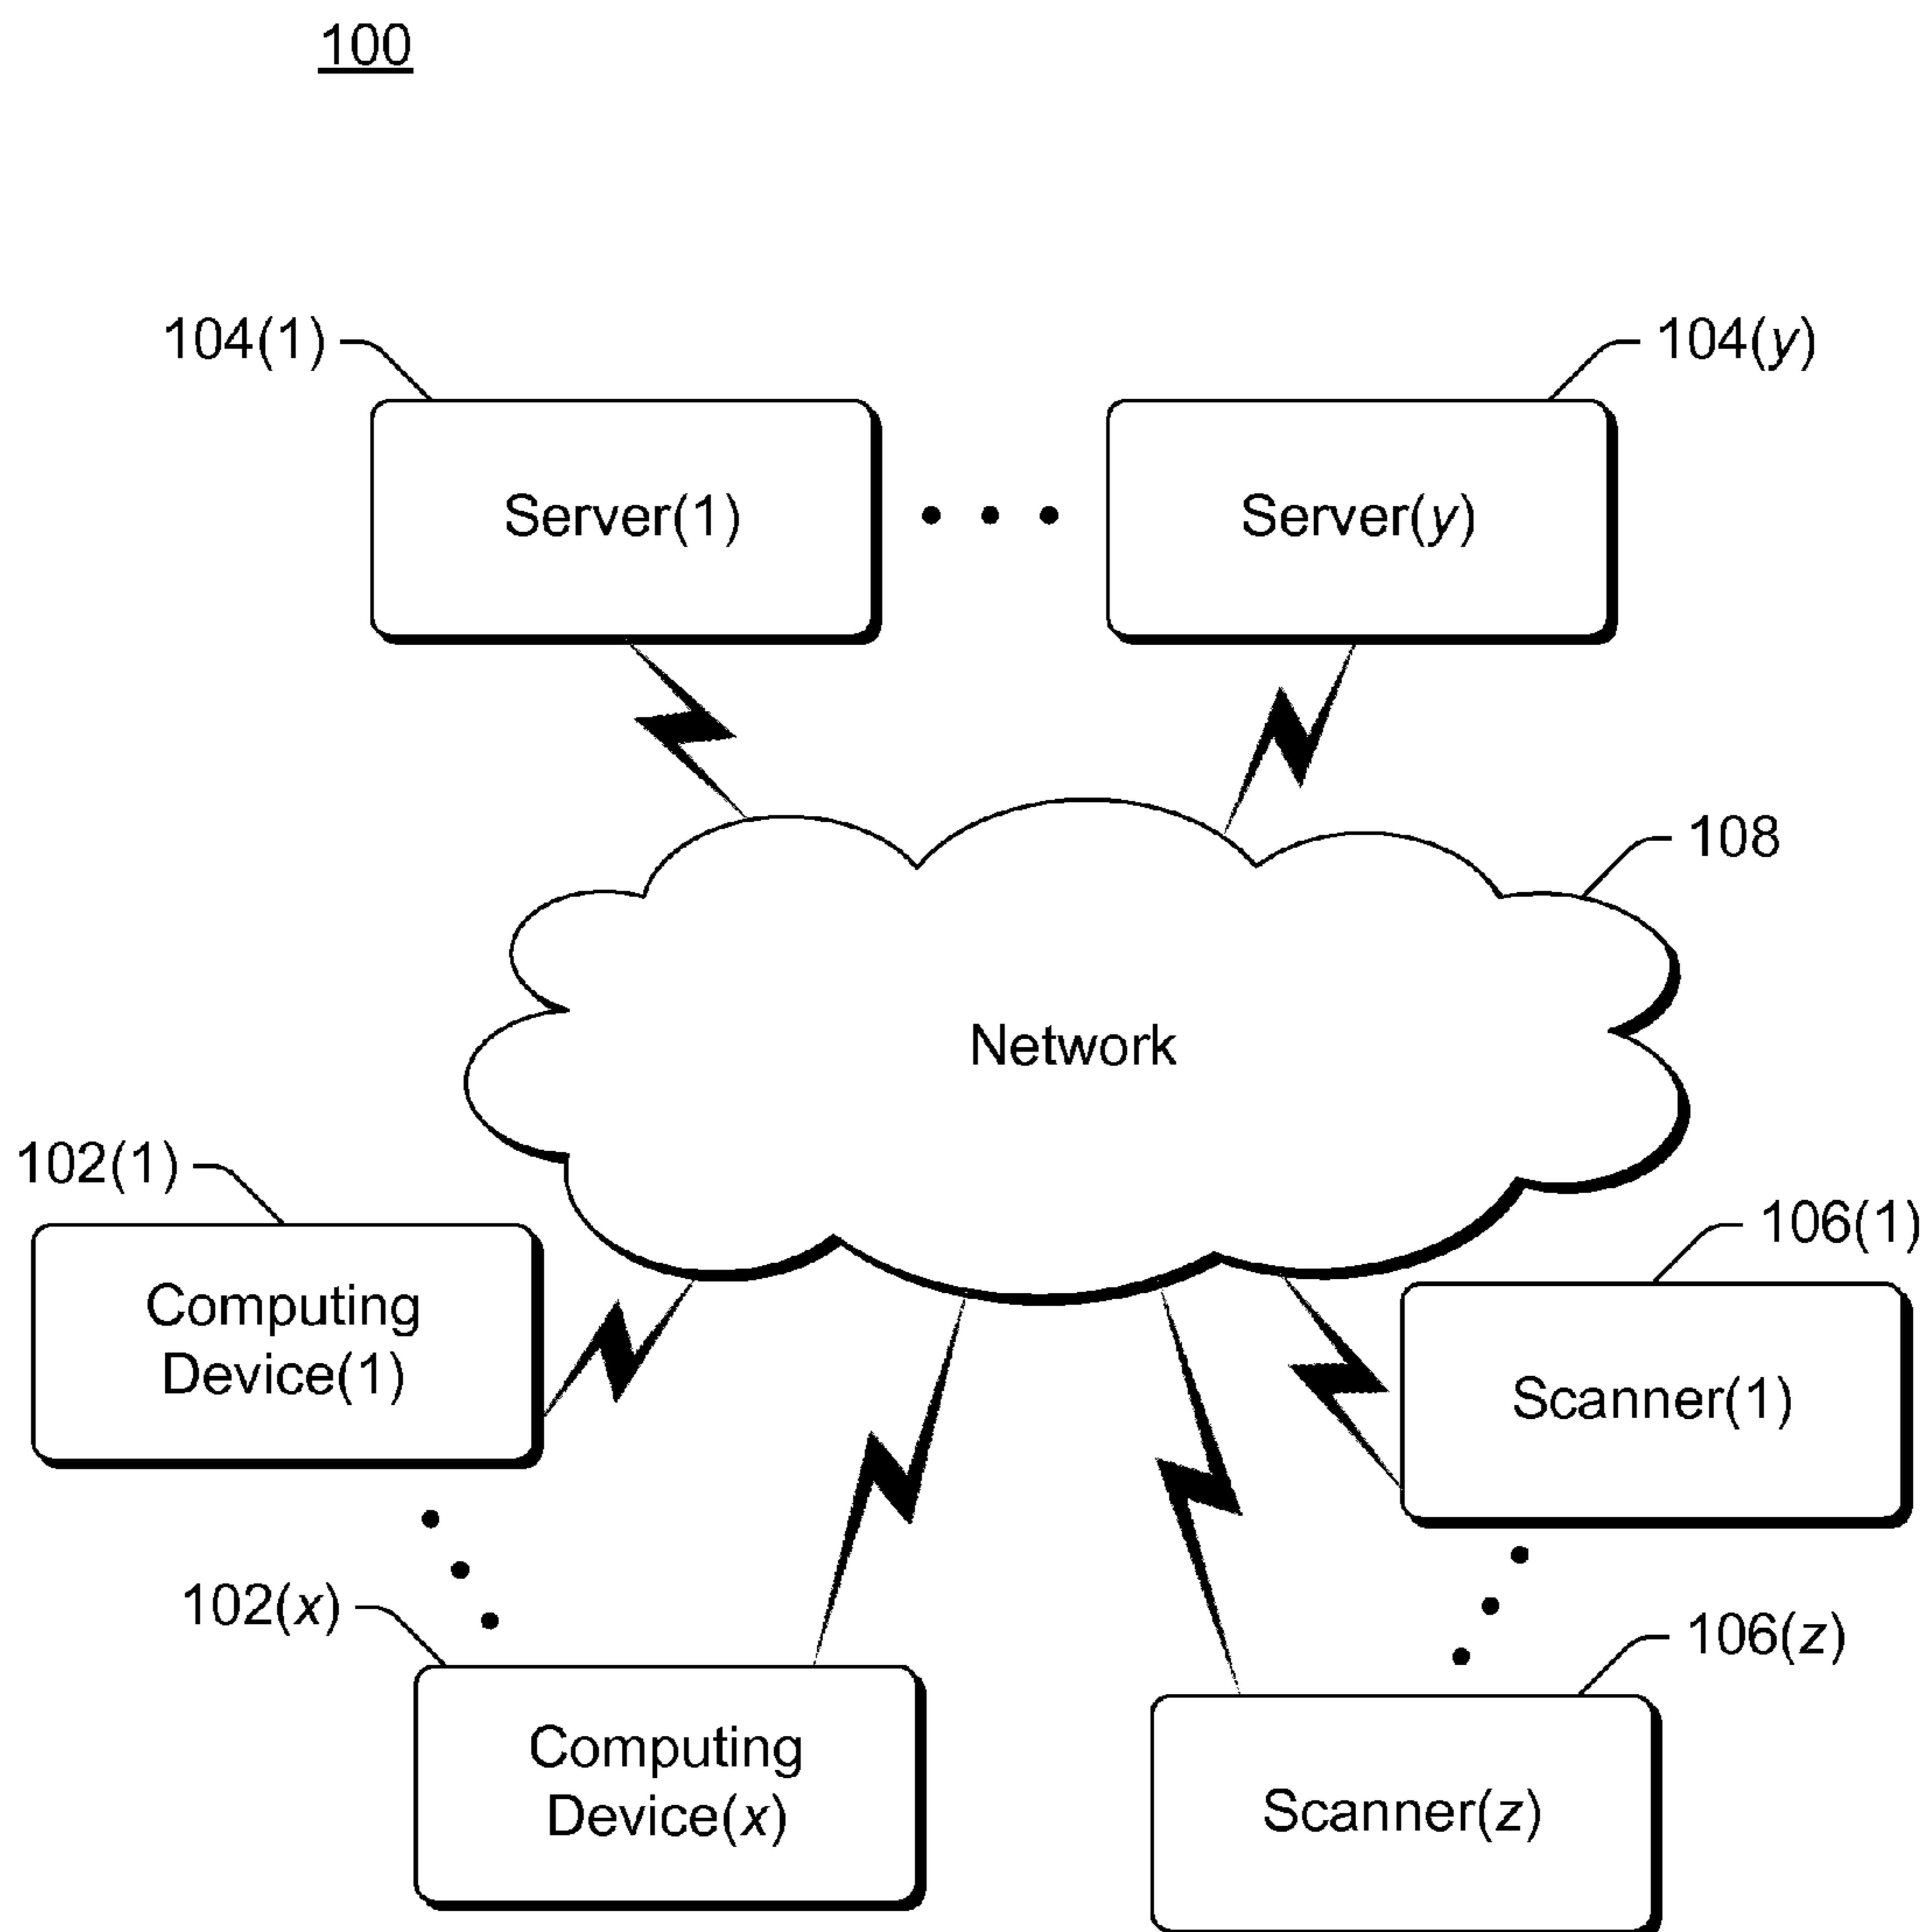 100
104(1)
104(y)
Server(1)
Server(y)
108
Network
102(1)
106(1)
Computing
Device(1)
Scanner(1)
102(x)
106(z)
Computing
Device(x)
Scanner(z)